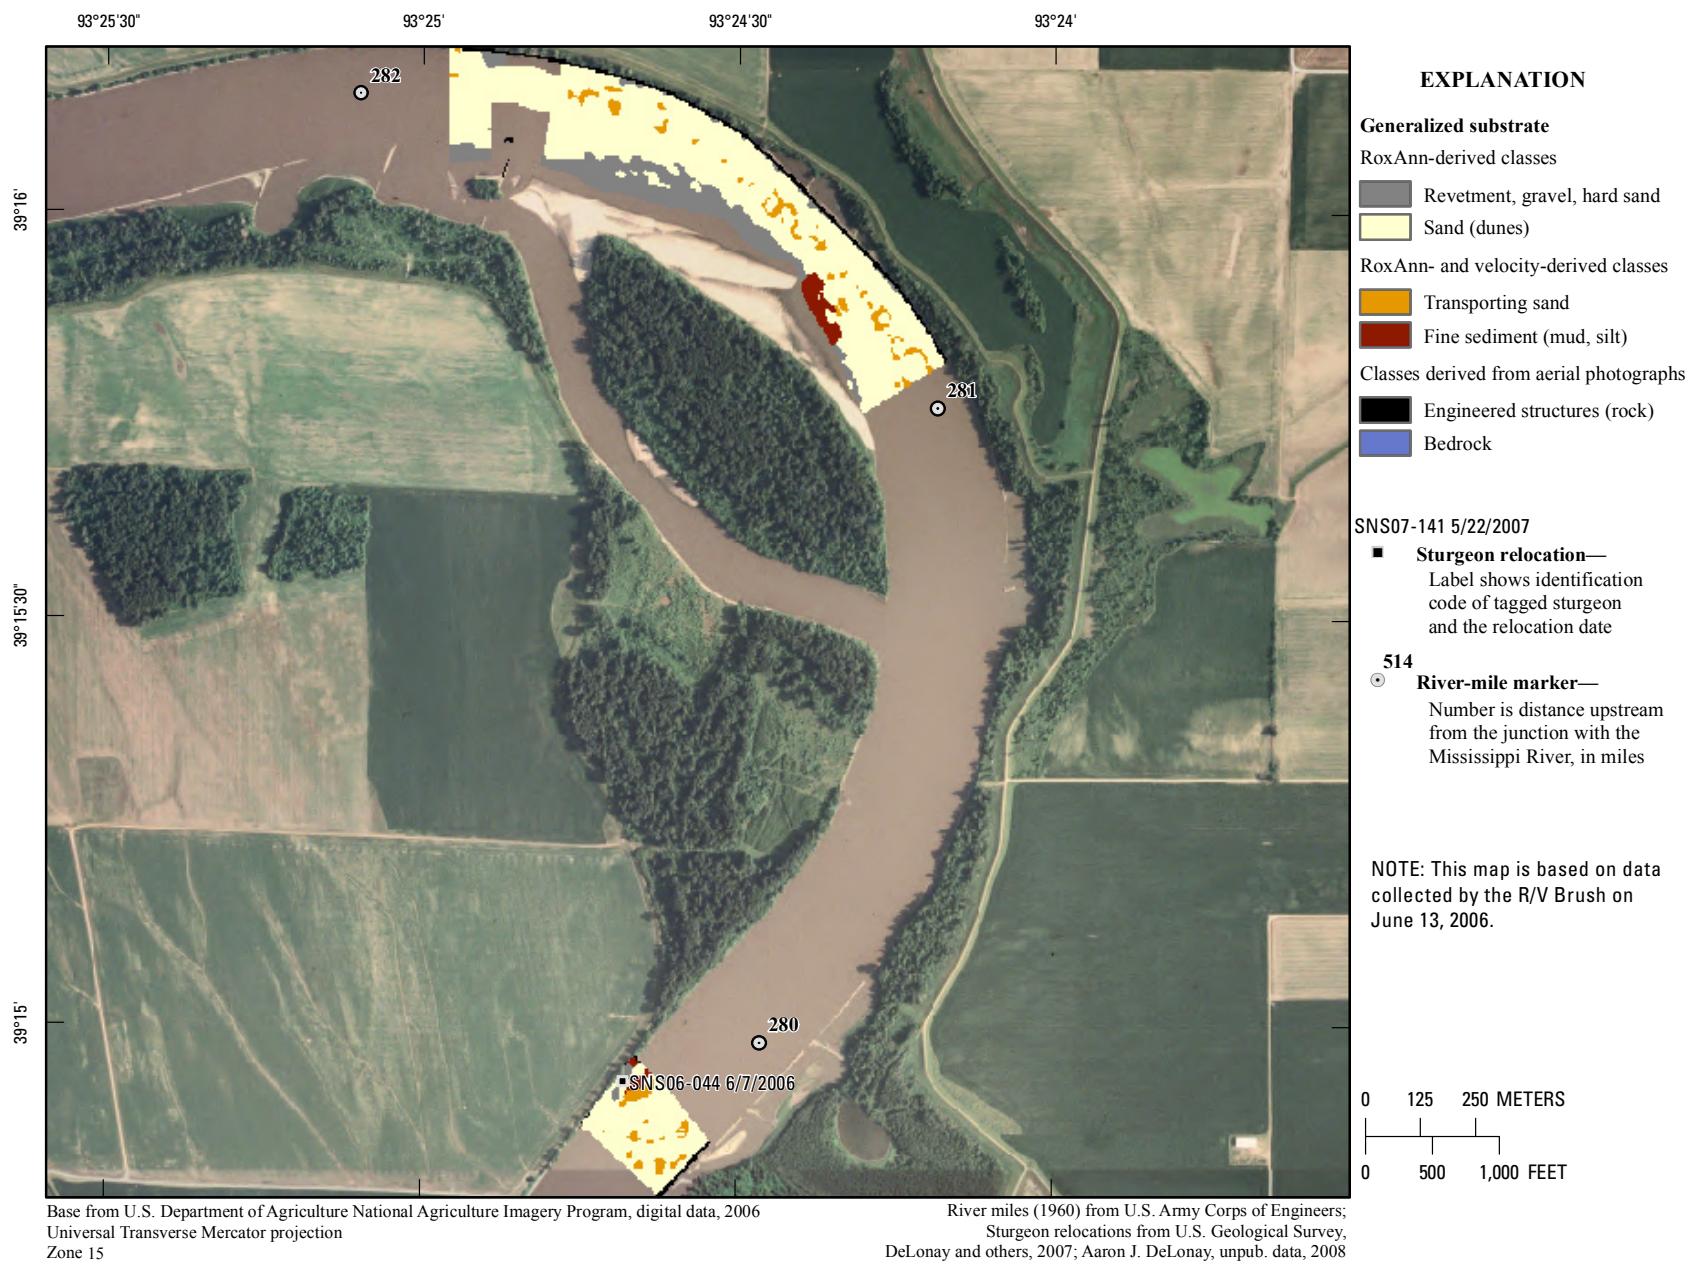 93°25'30" 93°25' 93°24'30" 93°24'
39°16'
39°15'30"
39°15'
282
281
280
SNS06-044 6/7/2006
EXPLANATION
Generalized substrate
RoxAnn-derived classes
Revetment, gravel, hard sand
Sand (dunes)
RoxAnn- and velocity-derived classes
Transporting sand
Fine sediment (mud, silt)
Classes derived from aerial photographs
Engineered structures (rock)
Bedrock
SNS07-141 5/22/2007
Sturgeon relocation—
Label shows identification
code of tagged sturgeon
and the relocation date
514
River-mile marker—
Number is distance upstream
from the junction with the
Mississippi River, in miles
NOTE: This map is based on data
collected by the R/V Brush on
June 13, 2006.
0 125 250 METERS
0 500 1,000 FEET
Base from U.S. Department of Agriculture National Agriculture Imagery Program, digital data, 2006
Universal Transverse Mercator projection
Zone 15
River miles (1960) from U.S. Army Corps of Engineers;
Sturgeon relocations from U.S. Geological Survey,
DeLonay and others, 2007; Aaron J. DeLonay, unpub. data, 2008